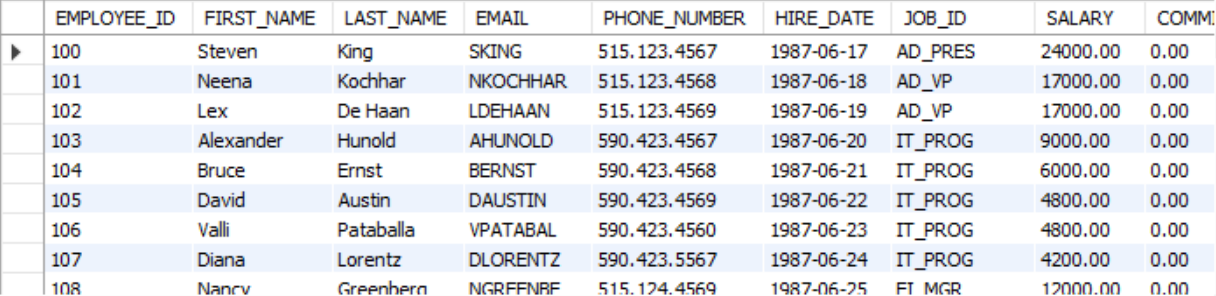 EMPLOYEE_ID FIRST_NAME LAST_NAME EMAIL PHONE_NUMBER HIRE_DATE JOB_ID SALARY COMMI
100 Steven King SKING 515.123.4567 1987-06-17 AD_PRES 24000.00 0.00
101 Neena Kochhar NKOCHHAR 515.123.4568 1987-06-18 AD_VP 17000.00 0.00
102 Lex De Haan LDEHAAN 515.123.4569 1987-06-19 AD_VP 17000.00 0.00
103 Alexander Hunold AHUNOLD 590.423.4567 1987-06-20 IT_PROG 9000.00 0.00
104 Bruce Ernst BERNST 590.423.4568 1987-06-21 IT_PROG 6000.00 0.00
105 David Austin DAUSTIN 590.423.4569 1987-06-22 IT_PROG 4800.00 0.00
106 Valli Pataballa VPATABAL 590.423.4560 1987-06-23 IT_PROG 4800.00 0.00
107 Diana Lorentz DLORENTZ 590.423.5567 1987-06-24 IT_PROG 4200.00 0.00
108 Nancy Greenberg NGREENBE 515.124.4569 1987-06-25 FI_MGR 12000.00 0.00